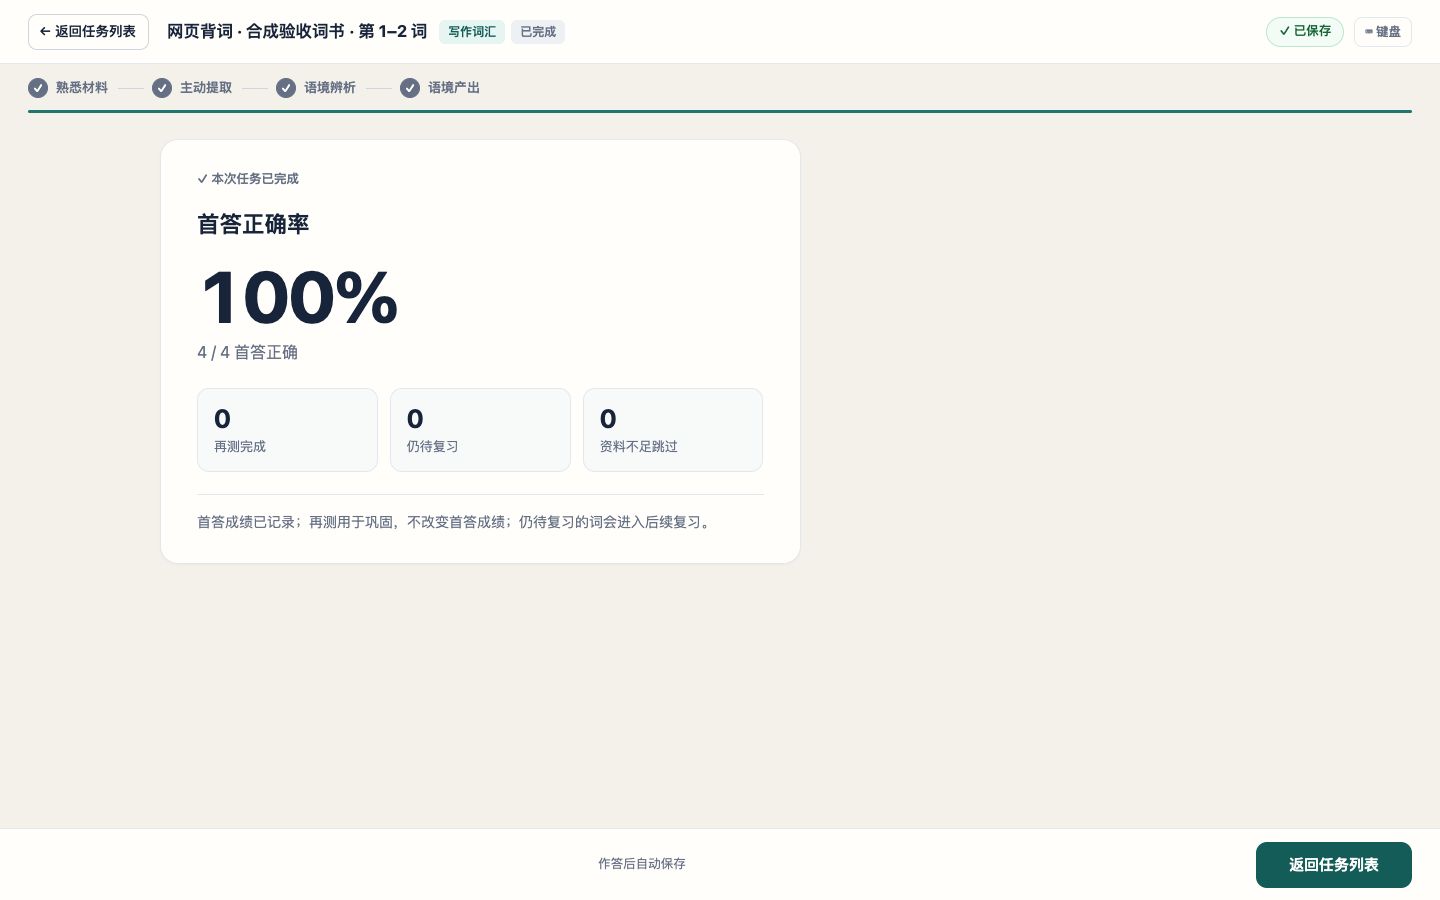 ← 返回任务列表
网页背词 · 合成验收词书 · 第 1–2 词
写作词汇
已完成
✓ 已保存
⌨ 键盘
熟悉材料
主动提取
语境辨析
语境产出
✓ 本次任务已完成
首答正确率
100%
4 / 4 首答正确
0
再测完成
0
仍待复习
0
资料不足跳过
首答成绩已记录；再测用于巩固，不改变首答成绩；仍待复习的词会进入后续复习。
作答后自动保存
返回任务列表